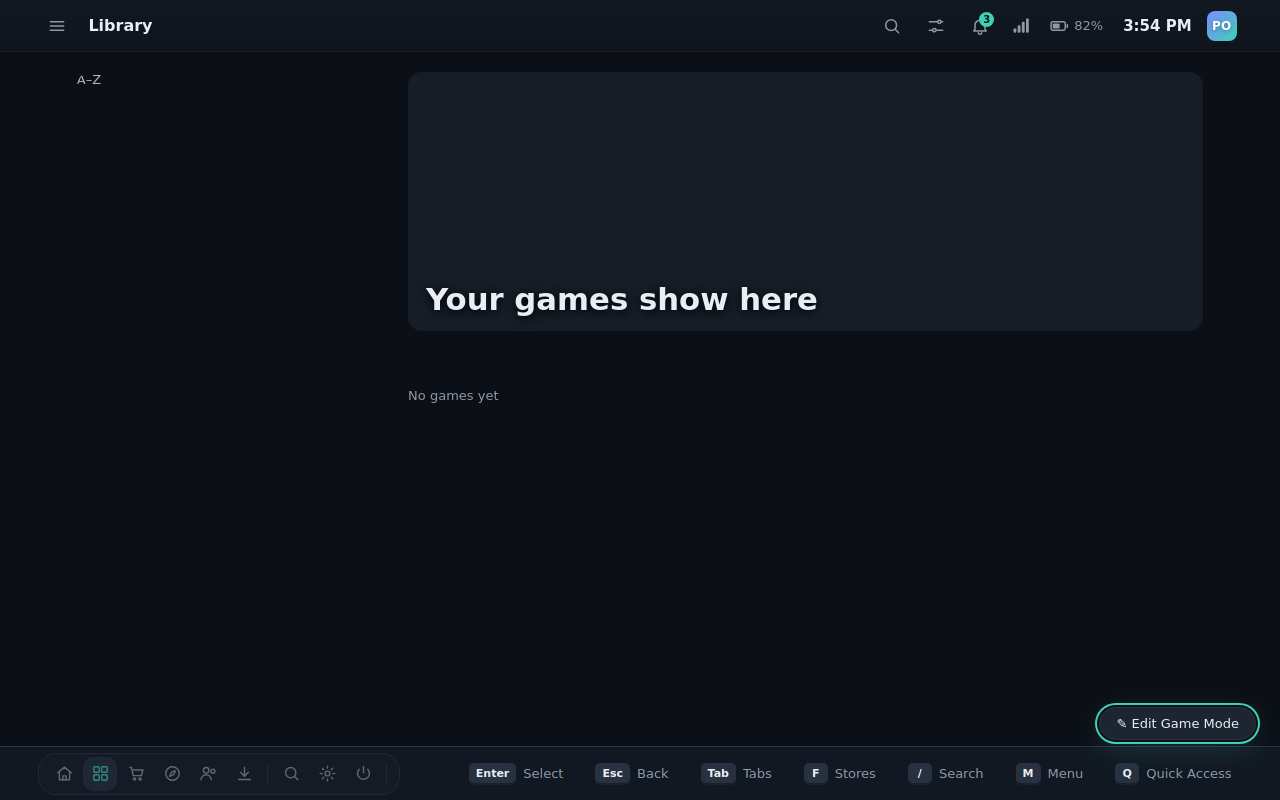 Library
3
82%
3:54 PM
PO
A–Z
Your games show here
No games yet
✎ Edit Game Mode
Enter Select
Esc Back
Tab Tabs
F Stores
/ Search
M Menu
Q Quick Access